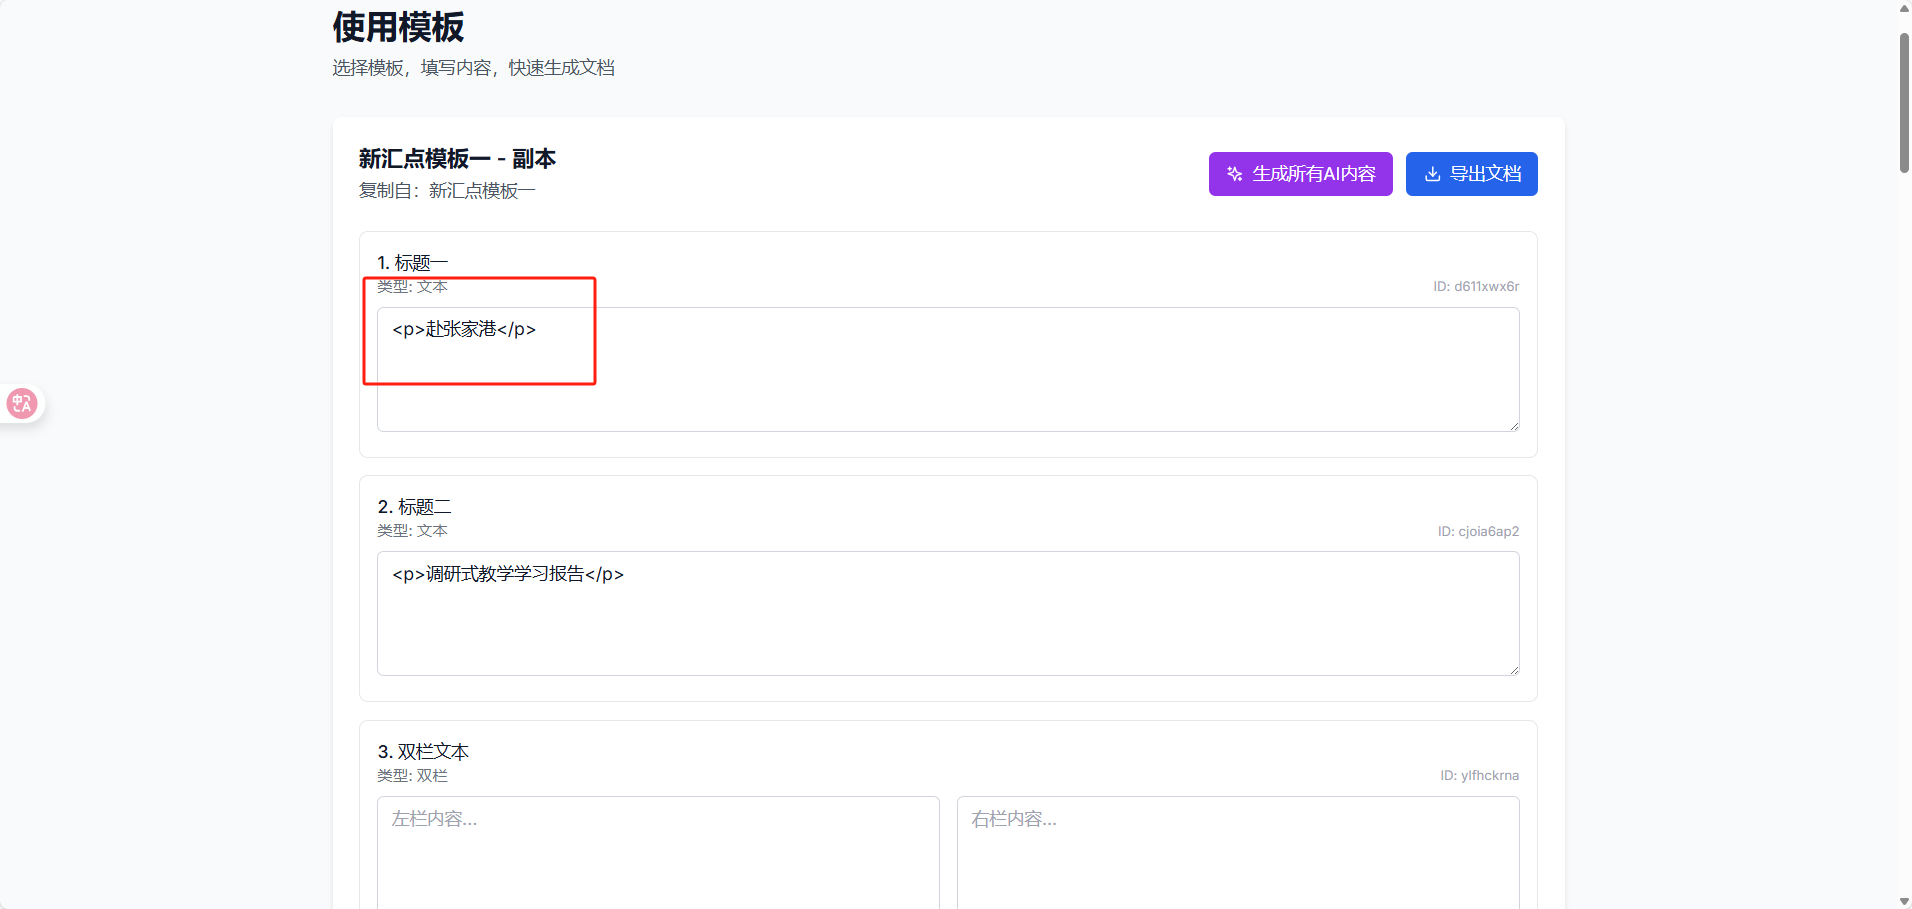 使用模板
选择模板，填写内容，快速生成文档
新汇点模板一 - 副本
复制自：新汇点模板一
生成所有AI内容
导出文档
1. 标题一
类型: 文本
ID: d611xwx6r
<p>赴张家港</p>
2. 标题二
类型: 文本
ID: cjoia6ap2
<p>调研式教学学习报告</p>
3. 双栏文本
类型: 双栏
ID: ylfhckrna
左栏内容...
右栏内容...
中A